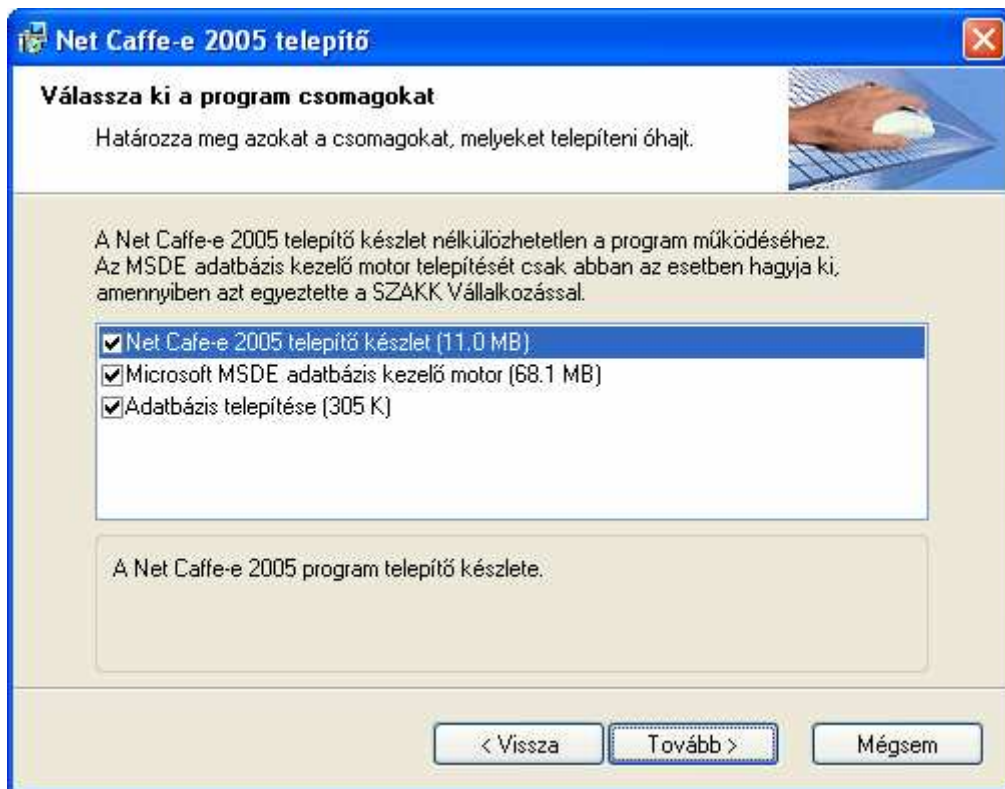 Net Caffe-e 2005 telepítő
Válassza ki a program csomagokat
Határozza meg azokat a csomagokat, melyeket telepíteni óhajt.
A Net Caffe-e 2005 telepítő készlet nélkülözhetetlen a program működéséhez.
Az MSDE adatbázis kezelő motor telepítését csak abban az esetben hagyja ki,
amennyiben azt egyeztette a SZAKK Vállalkozással.
Net Cafe-e 2005 telepítő készlet (11.0 MB)
Microsoft MSDE adatbázis kezelő motor (68.1 MB)
Adatbázis telepítése (305 K)
A Net Caffe-e 2005 program telepítő készlete.
< Vissza
Tovább >
Mégsem